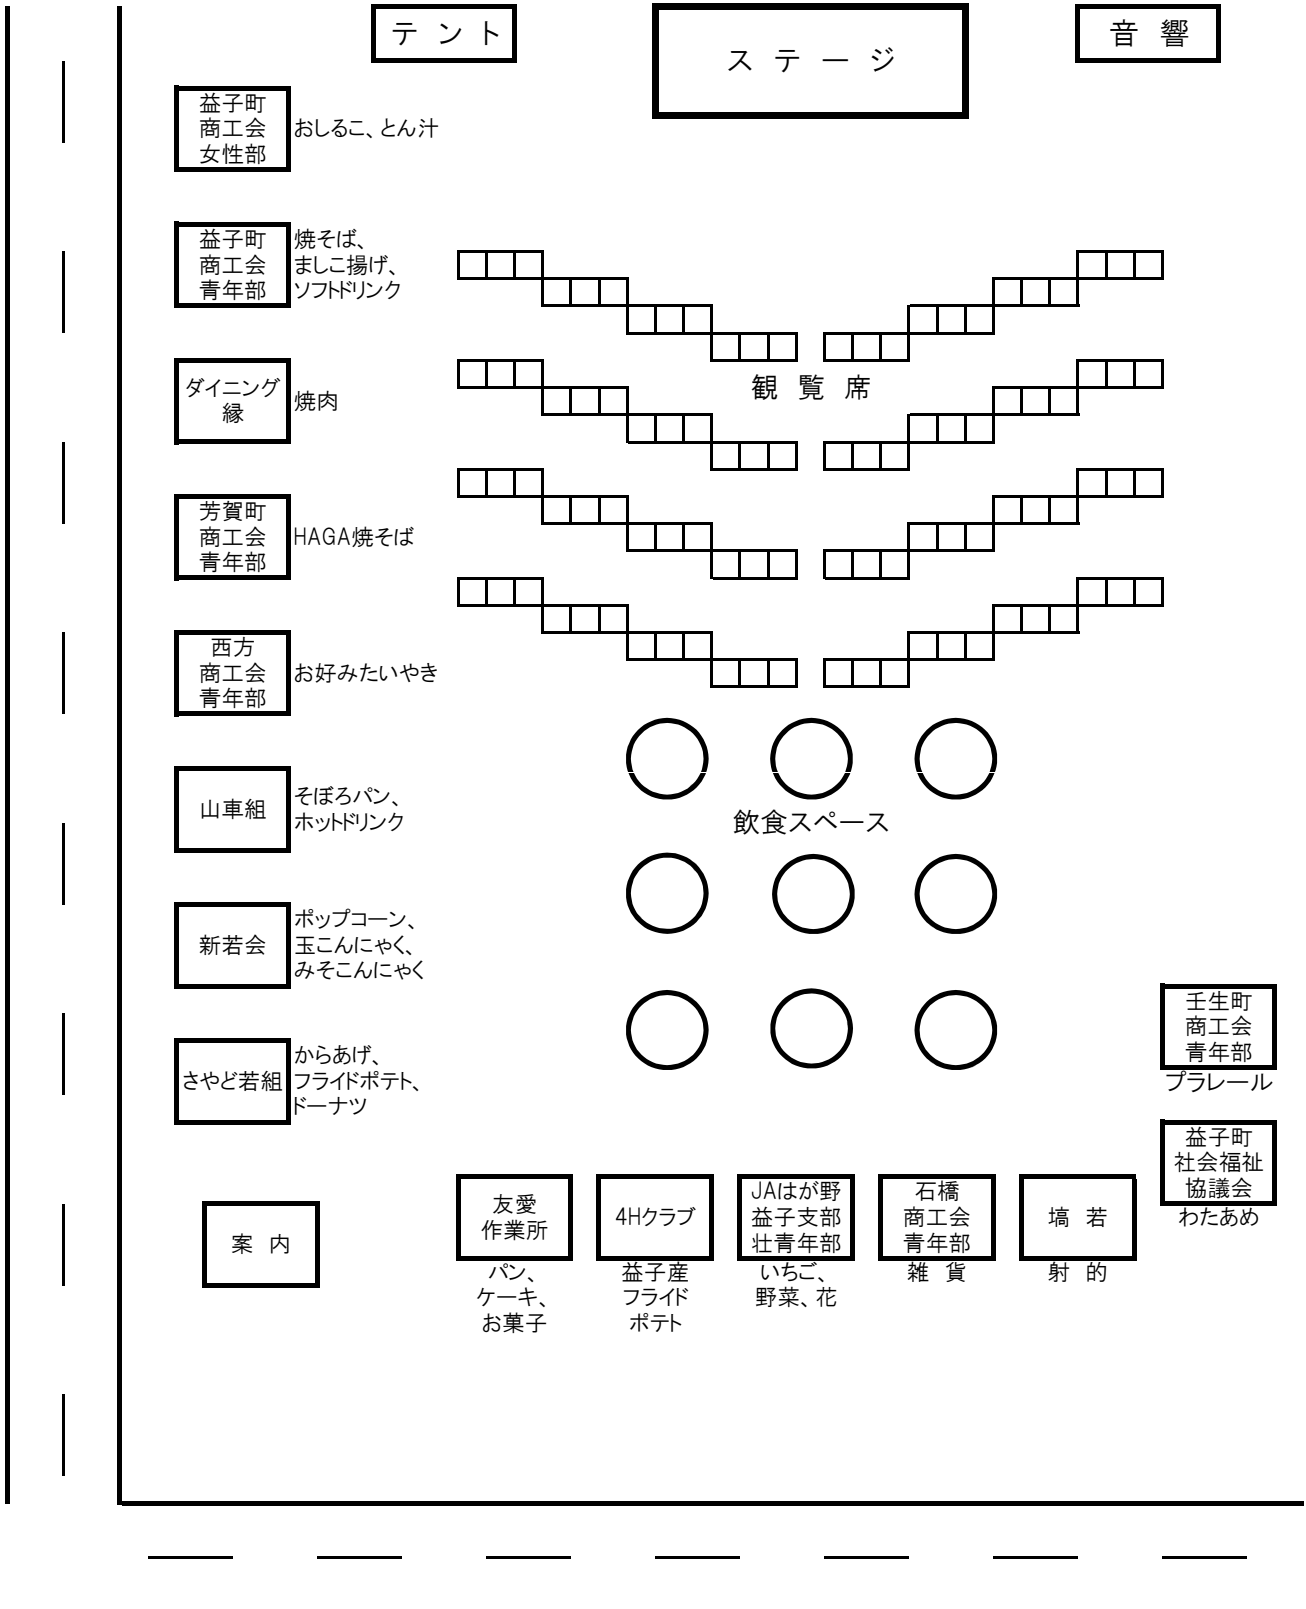 テント
ステージ
音響
益子町
商工会
女性部
おしるこ、とん汁
益子町
商工会
青年部
焼そば、
ましこ揚げ、
ソフトドリンク
ダイニング
縁
焼肉
観覧席
芳賀町
商工会
青年部
HAGA焼そば
西方
商工会
青年部
お好みたいやき
山車組
そぼろパン、
ホットドリンク
飲食スペース
新若会
ポップコーン、
玉こんにゃく、
みそこんにゃく
さやど若組
からあげ、
フライドポテト、
ドーナツ
壬生町
商工会
青年部
プラレール
益子町
社会福祉
協議会
わたあめ
案内
友愛
作業所
パン、
ケーキ、
お菓子
4Hクラブ
益子産
フライド
ポテト
JAはが野
益子支部
壮青年部
いちご、
野菜、花
石橋
商工会
青年部
雑貨
塙若
射的